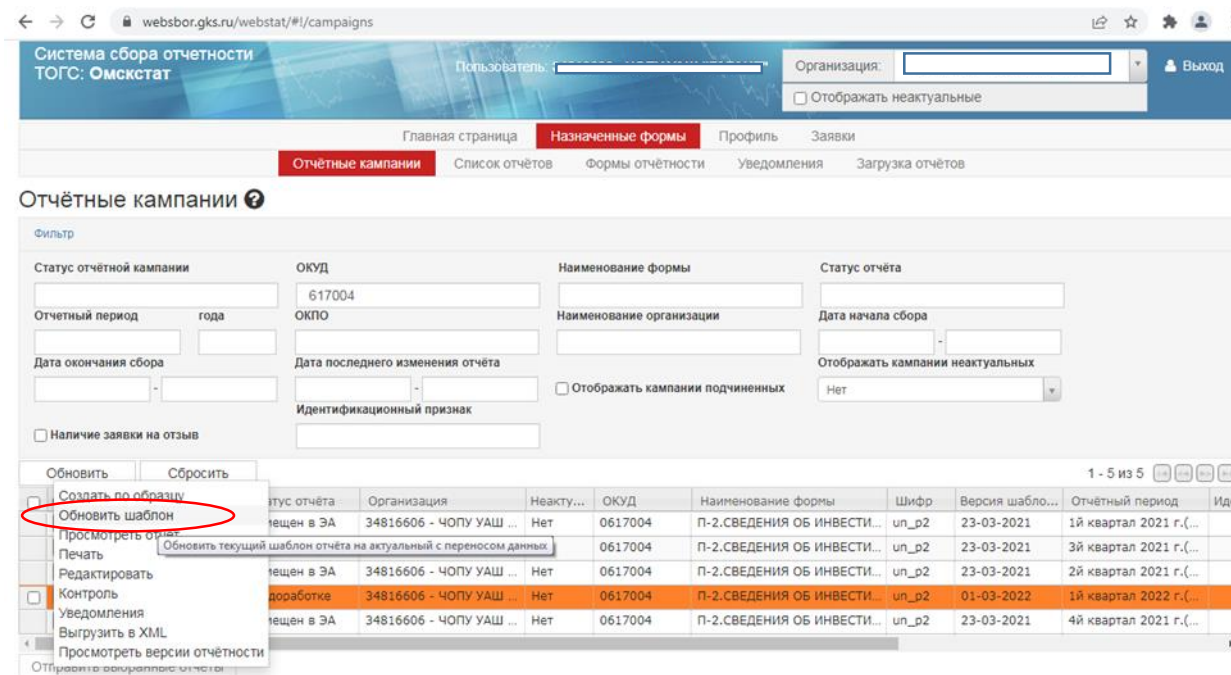 websbor.gks.ru/webstat/#!/campaigns
Система сбора отчетности
ТОГС: Омскстат
Пользователь:
Организация:
Выход
Отображать неактуальные
Главная страница Назначенные формы Профиль Заявки
Отчётные кампании Список отчётов Формы отчётности Уведомления Загрузка отчётов
Отчётные кампании
Фильтр
Статус отчётной кампании ОКУД Наименование формы Статус отчёта
617004
Отчетный период года ОКПО Наименование организации Дата начала сбора
-
Дата окончания сбора Дата последнего изменения отчёта Отображать кампании неактуальных
- - Отображать кампании подчиненных Нет
Идентификационный признак
Наличие заявки на отзыв
Обновить Сбросить 1 - 5 из 5
Создать по образцу
Обновить шаблон
Просмотреть отчет
Обновить текущий шаблон отчёта на актуальный с переносом данных
Печать
Редактировать
Контроль
Уведомления
Выгрузить в XML
Просмотреть версии отчётности
атус отчёта Организация Неакту... ОКУД Наименование формы Шифр Версия шабло... Отчётный период Ид
мещен в ЭА 34816606 - ЧОПУ УАШ ... Нет 0617004 П-2.СВЕДЕНИЯ ОБ ИНВЕСТИ... un_p2 23-03-2021 1й квартал 2021 г.(...
0617004 П-2.СВЕДЕНИЯ ОБ ИНВЕСТИ... un_p2 23-03-2021 3й квартал 2021 г.(...
мещен в ЭА 34816606 - ЧОПУ УАШ ... Нет 0617004 П-2.СВЕДЕНИЯ ОБ ИНВЕСТИ... un_p2 23-03-2021 2й квартал 2021 г.(...
доработке 34816606 - ЧОПУ УАШ ... Нет 0617004 П-2.СВЕДЕНИЯ ОБ ИНВЕСТИ... un_p2 01-03-2022 1й квартал 2022 г.(...
мещен в ЭА 34816606 - ЧОПУ УАШ ... Нет 0617004 П-2.СВЕДЕНИЯ ОБ ИНВЕСТИ... un_p2 23-03-2021 4й квартал 2021 г.(...
Отправить выбранные отчёты